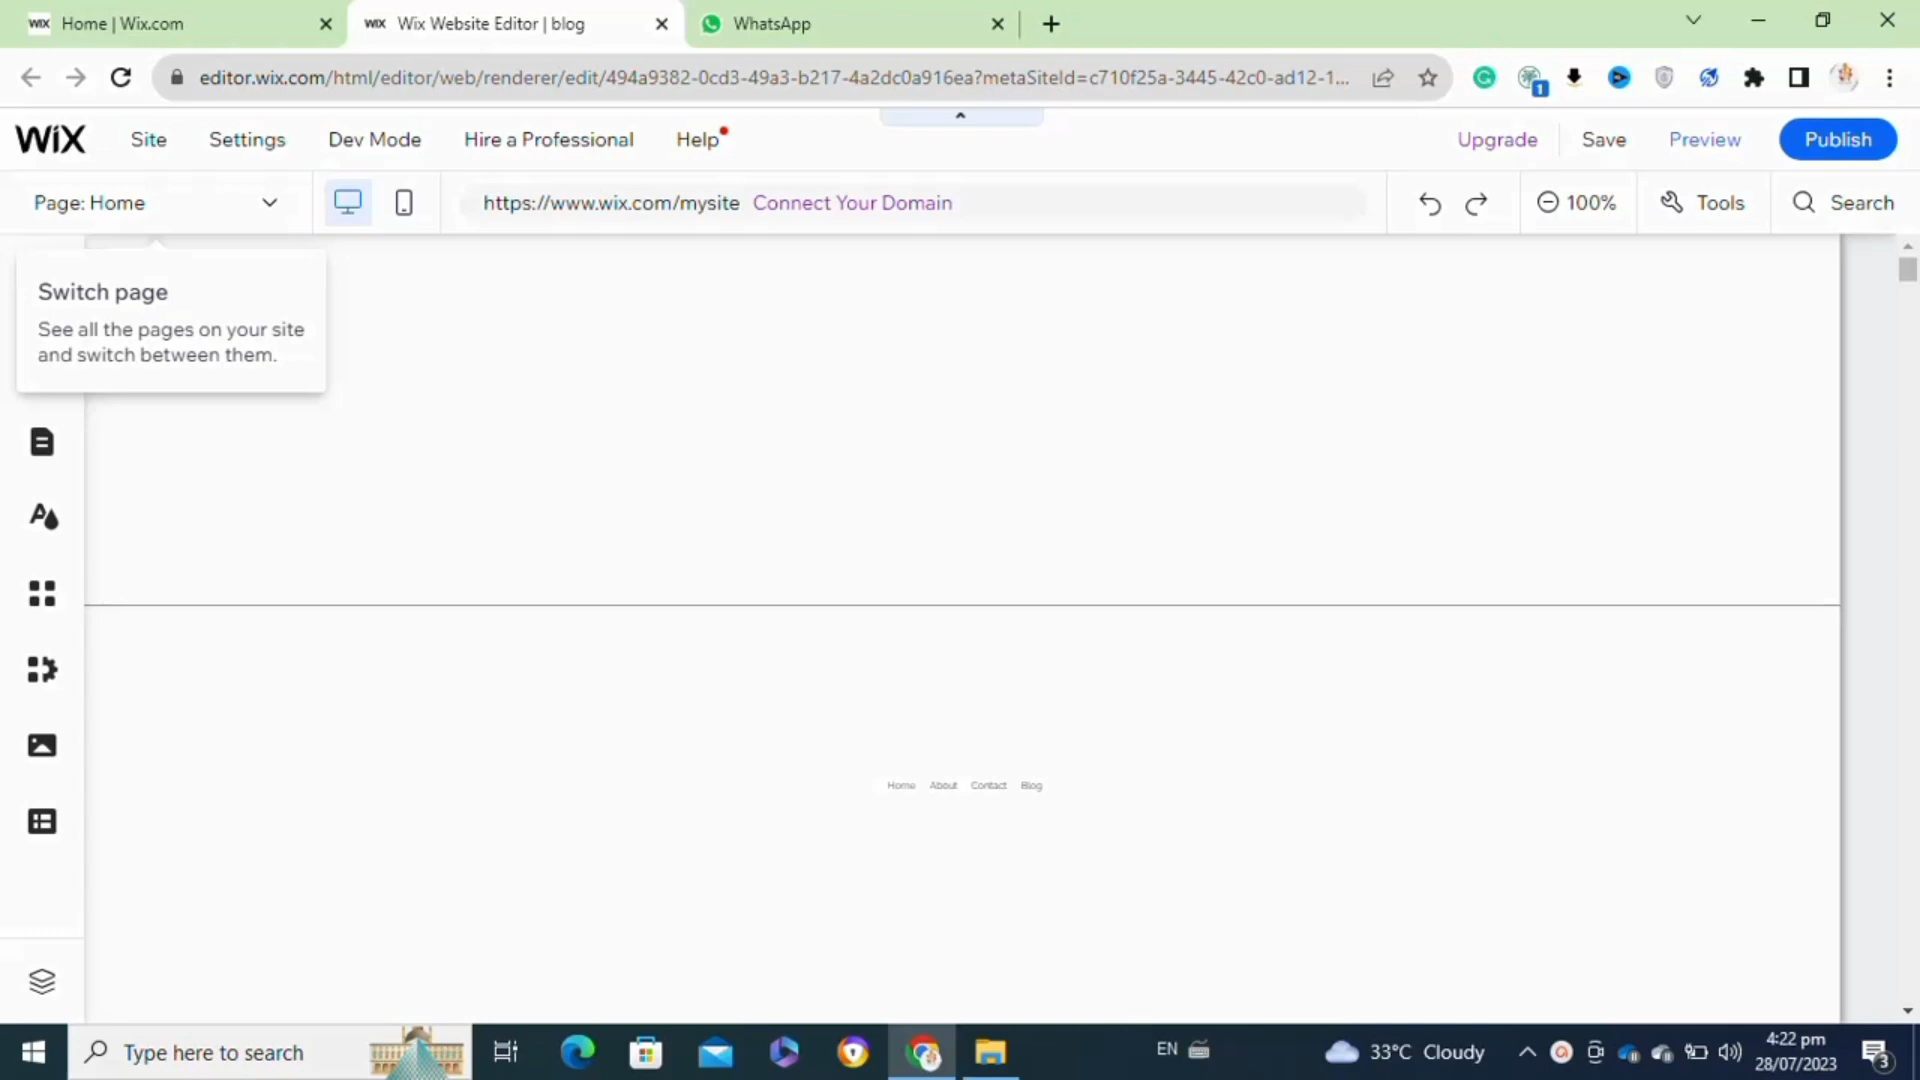 WiX Home | Wix.com
WiX Wix Website Editor | blog
WhatsApp
editor.wix.com/html/editor/web/renderer/edit/494a9382-0cd3-49a3-b217-4a2dc0a916ea?metaSiteId=c710f25a-3445-42c0-ad12-1...
1
WiX Site Settings Dev Mode Hire a Professional Help Upgrade Save Preview Publish
Page: Home https://www.wix.com/mysite Connect Your Domain 100% Tools Search
Switch page
See all the pages on your site
and switch between them.
Home About Contact Blog
Type here to search
EN
33°C Cloudy
4:22 pm
28/07/2023
3